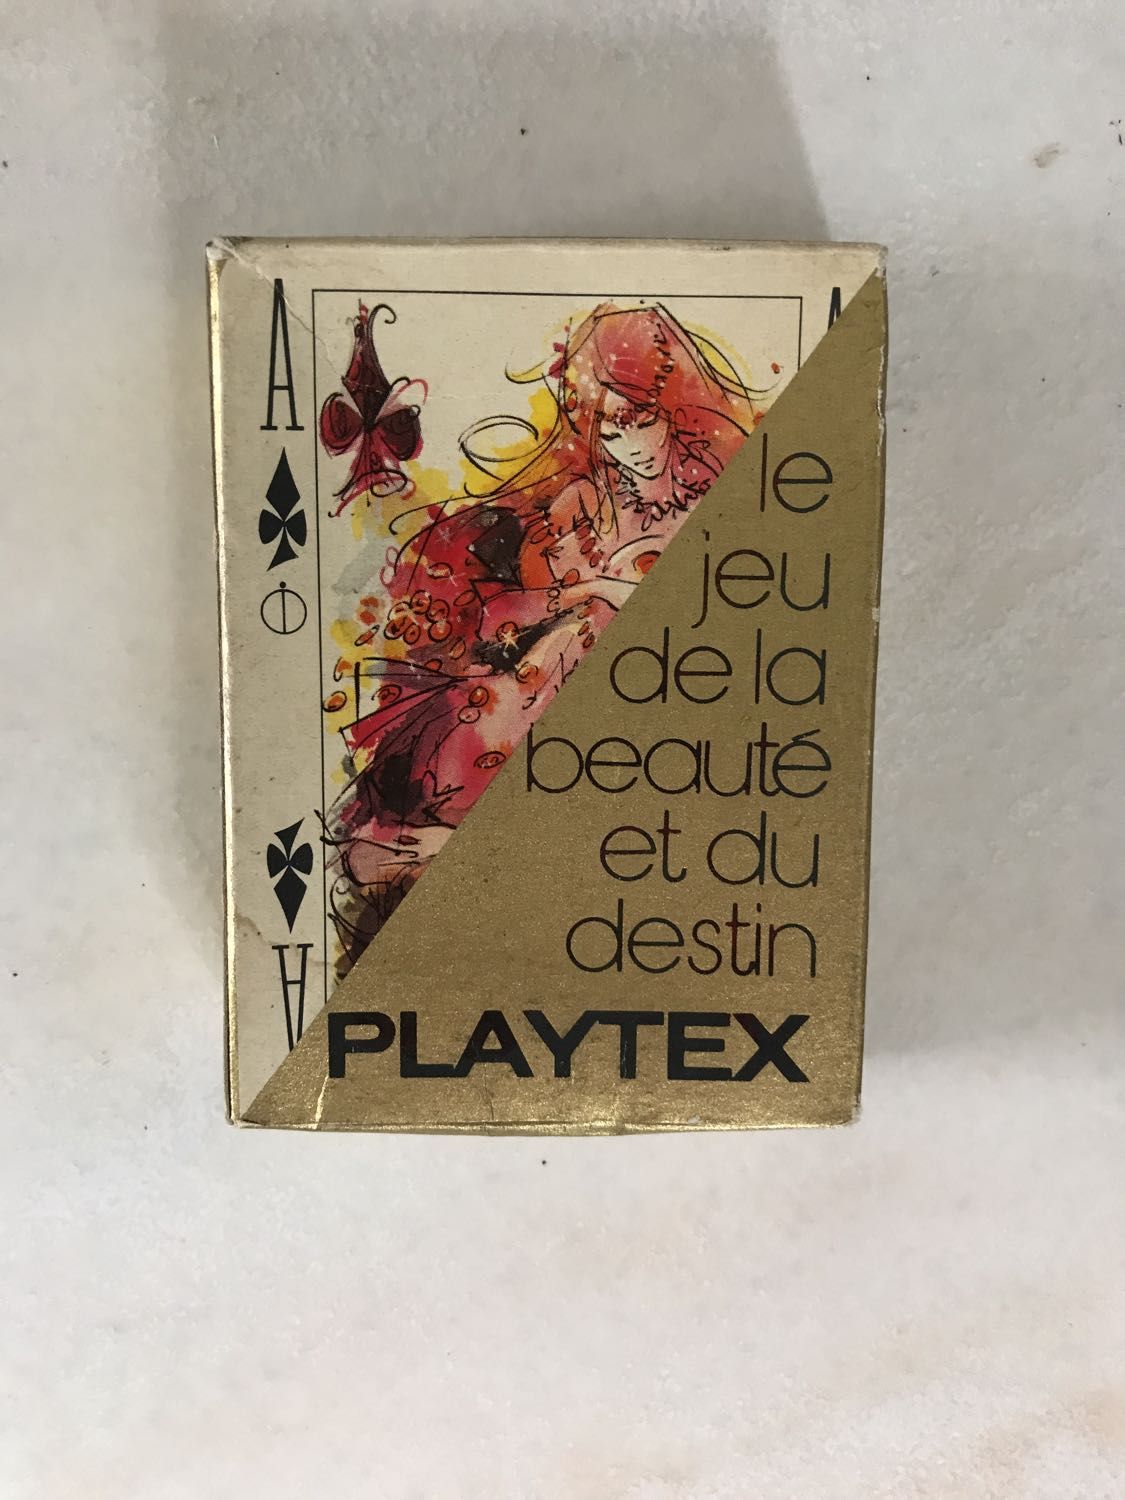 A
A
le
jeu
de la
beauté
et du
destin
A
PLAYTEX